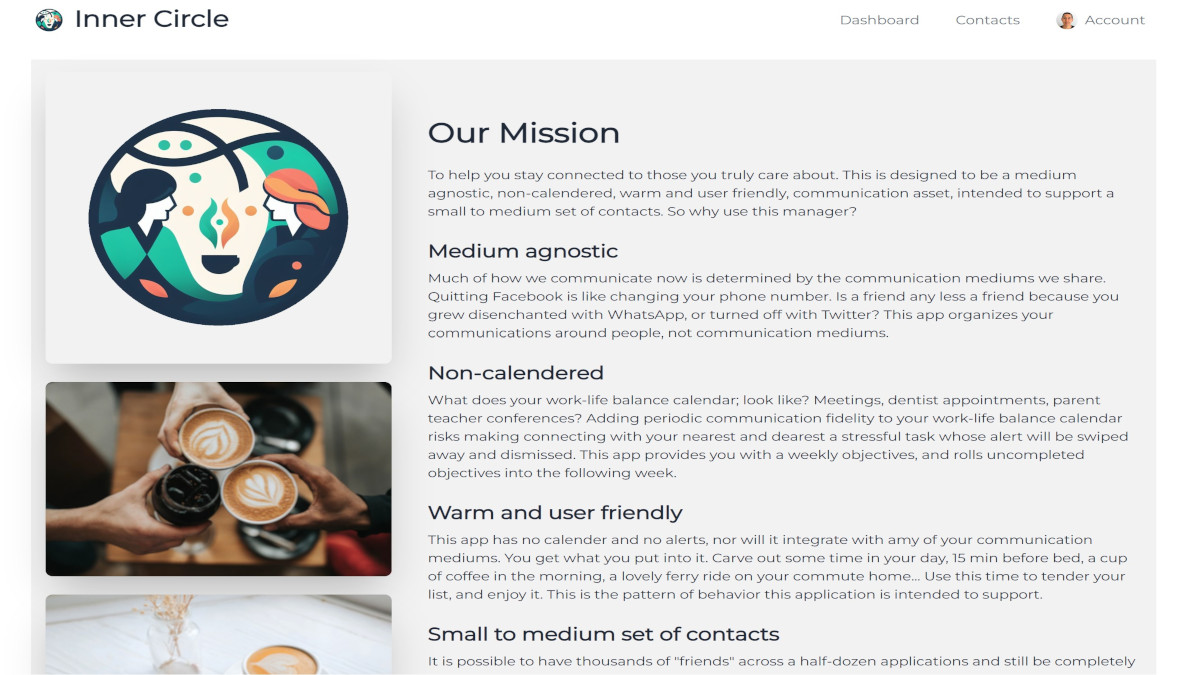 Inner Circle
Dashboard
Contacts
Account
Our Mission
To help you stay connected to those you truly care about. This is designed to be a medium
agnostic, non-calendered, warm and user friendly, communication asset, intended to support a
small to medium set of contacts. So why use this manager?
Medium agnostic
Much of how we communicate now is determined by the communication mediums we share.
Quitting Facebook is like changing your phone number. Is a friend any less a friend because you
grew disenchanted with WhatsApp, or turned off with Twitter? This app organizes your
communications around people, not communication mediums.
Non-calendered
What does your work-life balance calendar; look like? Meetings, dentist appointments, parent
teacher conferences? Adding periodic communication fidelity to your work-life balance calendar
risks making connecting with your nearest and dearest a stressful task whose alert will be swiped
away and dismissed. This app provides you with a weekly objectives, and rolls uncompleted
objectives into the following week.
Warm and user friendly
This app has no calender and no alerts, nor will it integrate with amy of your communication
mediums. You get what you put into it. Carve out some time in your day, 15 min before bed, a cup
of coffee in the morning, a lovely ferry ride on your commute home... Use this time to tender your
list, and enjoy it. This is the pattern of behavior this application is intended to support.
Small to medium set of contacts
It is possible to have thousands of "friends" across a half-dozen applications and still be completely